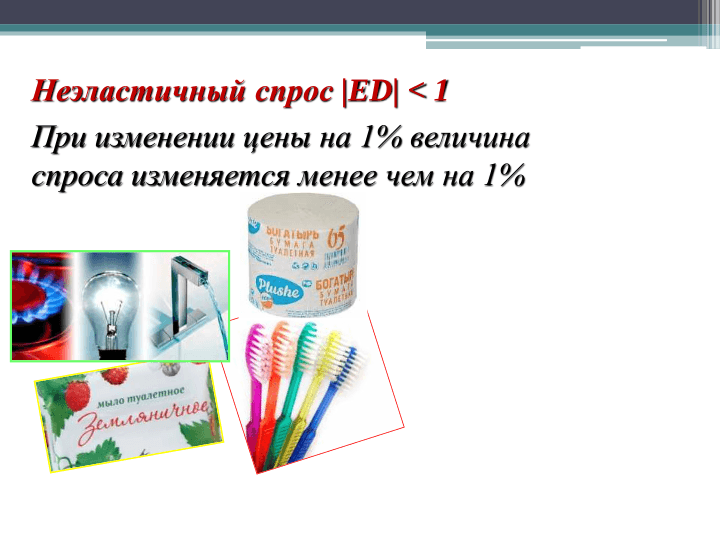 Неэластичный спрос |ED| < 1
При изменении цены на 1% величина
спроса изменяется менее чем на 1%
БОГАТЫРЬ
БУМАГА
ТУАЛЕТНАЯ
65
Plushe
БОГАТЫРЬ
БУМАГА
ТУАЛЕТНАЯ
мыло туалетное
Земляничное